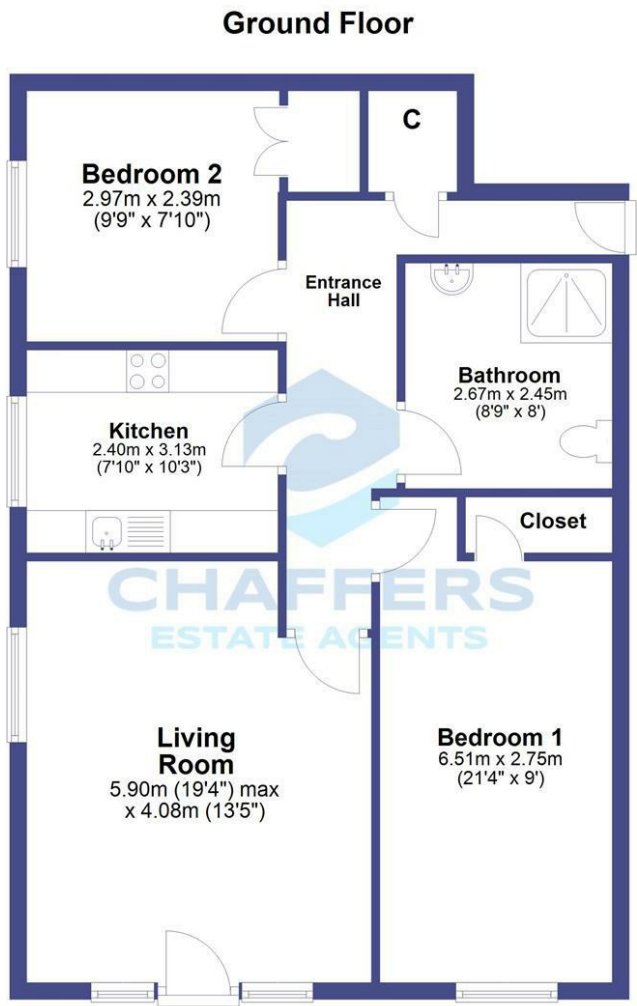 Ground Floor
C
Bedroom 2
2.97m x 2.39m
(9'9" x 7'10")
Entrance
Hall
Bathroom
2.67m x 2.45m
(8'9" x 8')
Kitchen
2.40m x 3.13m
(7'10" x 10'3")
Closet
CHAFFERS
ESTATE AGENTS
Living
Room
5.90m (19'4") max
x 4.08m (13'5")
Bedroom 1
6.51m x 2.75m
(21'4" x 9')